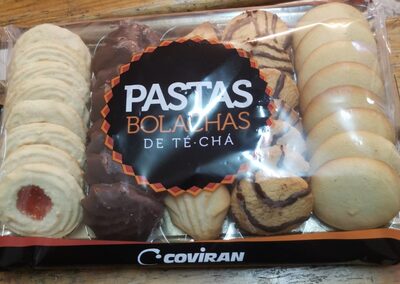 PASTAS
BOLACHAS
DE TÉ·CHÁ
COVIRAN